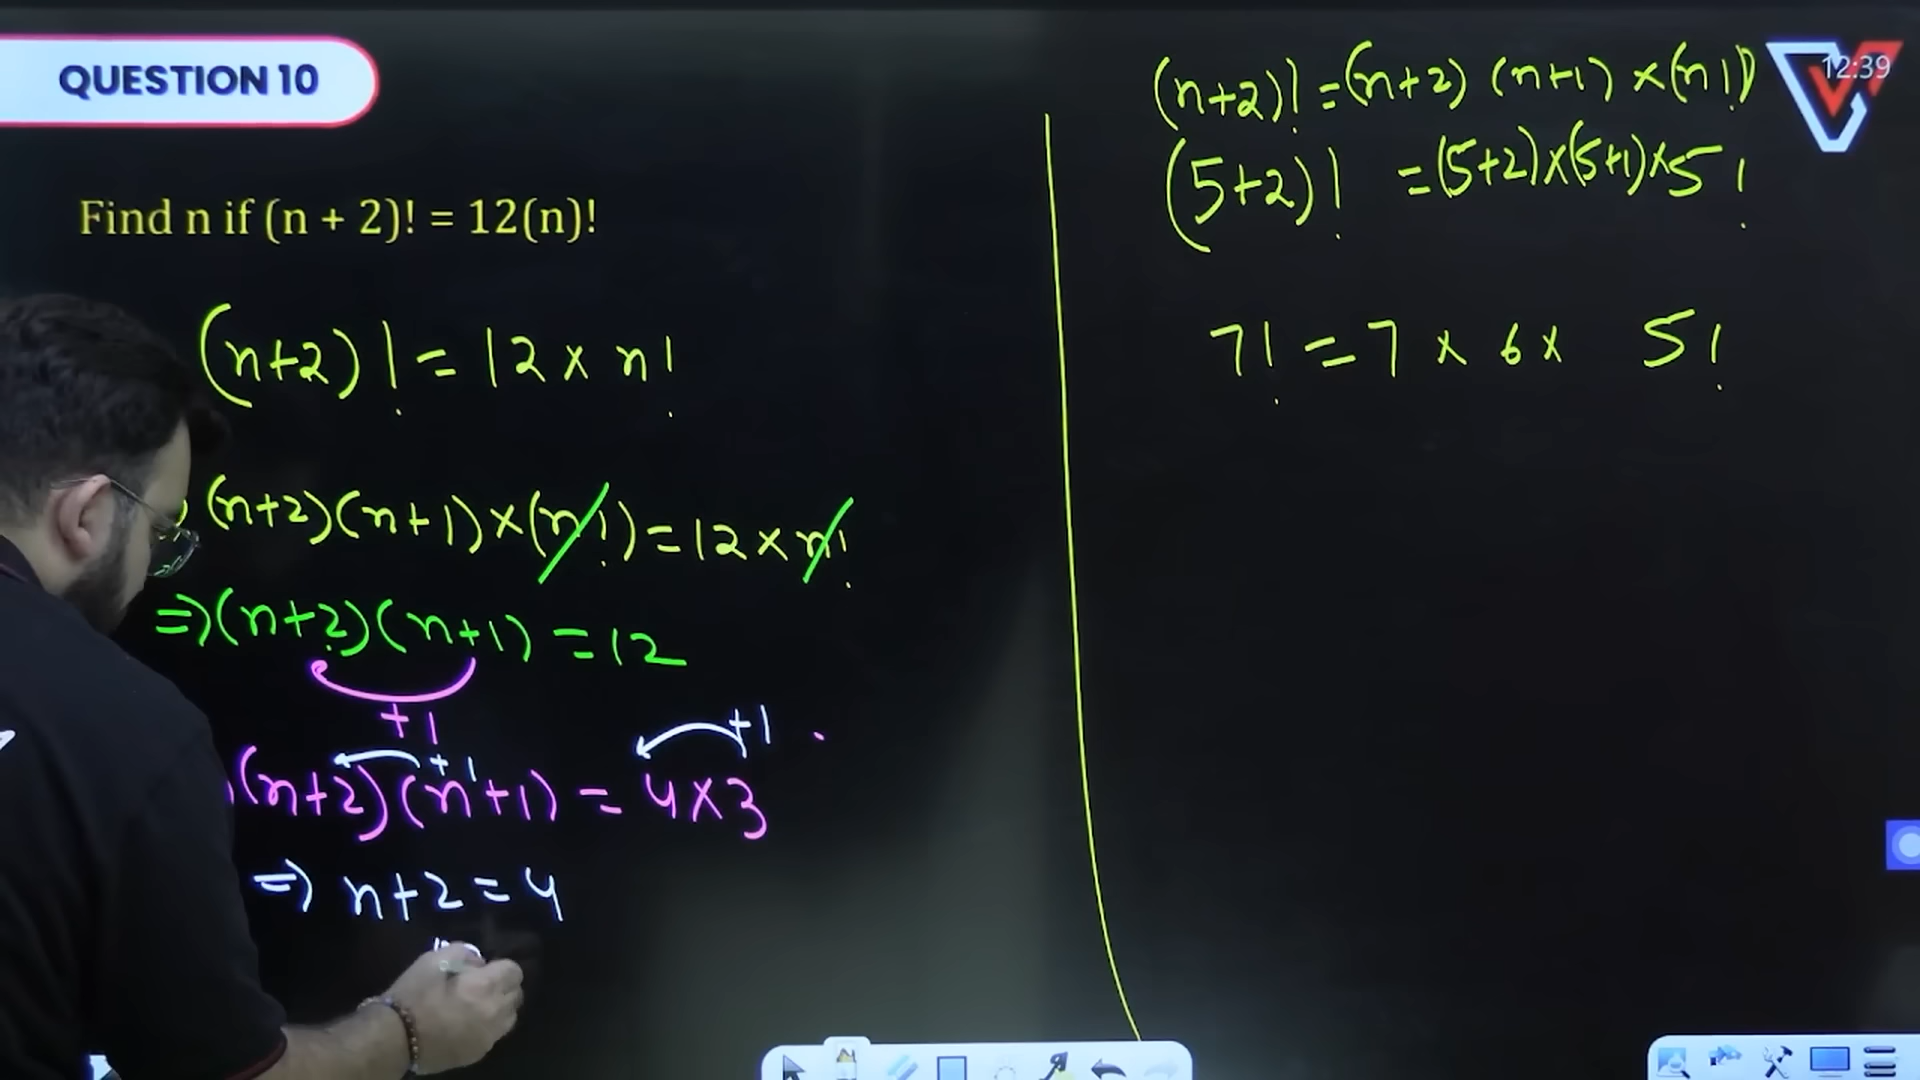 QUESTION 10
Find n if (n + 2)! = 12(n)!
(n+2)! = 12 × n!
(n+2)(n+1)×(n!) = 12×n!
⇒(n+2)(n+1) = 12
+1
+1
+1
(n+2)(n+1) = 4×3
⇒ n+2 = 4
(n+2)! = (n+2) (n+1) ×(n!)
12:39
(5+2)! = (5+2)×(5+1)×5!
7! = 7 × 6 × 5!